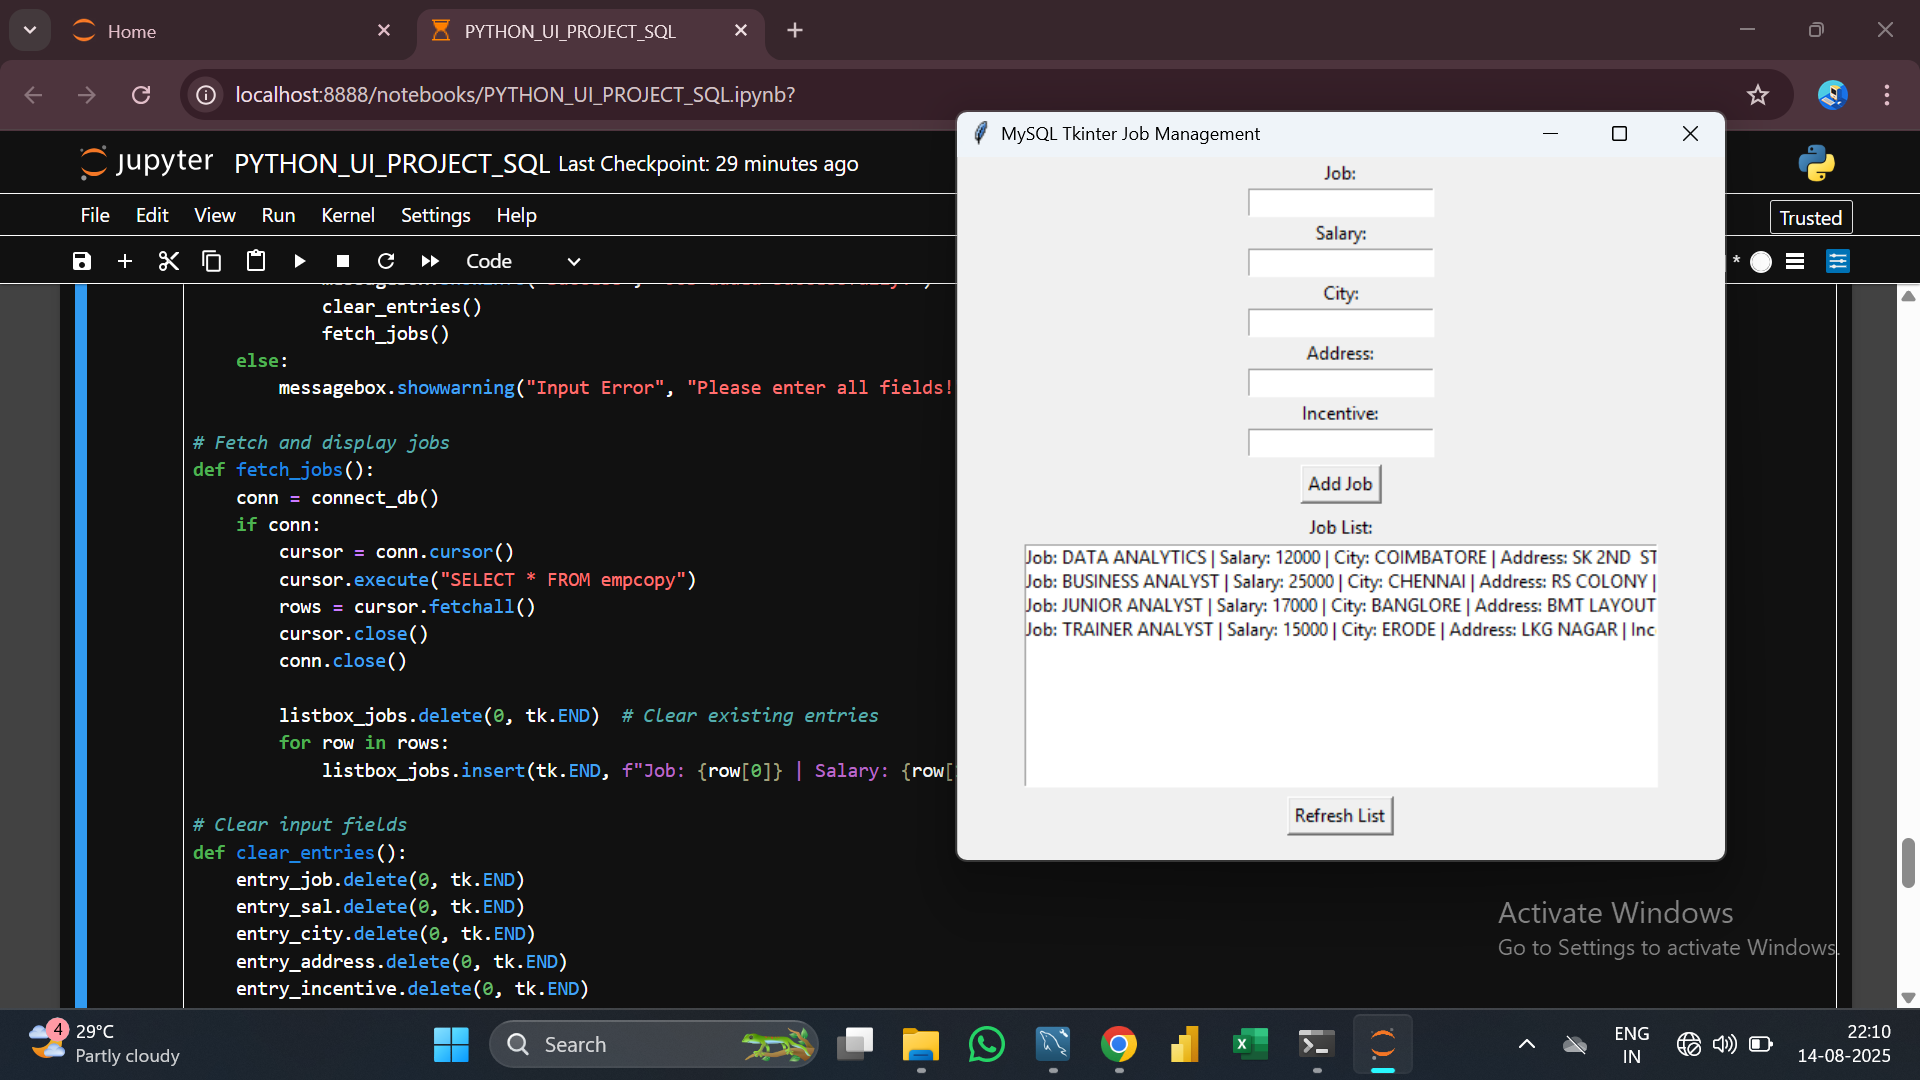 Home
PYTHON_UI_PROJECT_SQL
localhost:8888/notebooks/PYTHON_UI_PROJECT_SQL.ipynb?
jupyter PYTHON_UI_PROJECT_SQL Last Checkpoint: 29 minutes ago
File Edit View Run Kernel Settings Help
Trusted
Code
*
clear_entries()
fetch_jobs()
else:
messagebox.showwarning("Input Error", "Please enter all fields!
# Fetch and display jobs
def fetch_jobs():
conn = connect_db()
if conn:
cursor = conn.cursor()
cursor.execute("SELECT * FROM empcopy")
rows = cursor.fetchall()
cursor.close()
conn.close()
listbox_jobs.delete(0, tk.END) # Clear existing entries
for row in rows:
listbox_jobs.insert(tk.END, f"Job: {row[0]} | Salary: {row[
# Clear input fields
def clear_entries():
entry_job.delete(0, tk.END)
entry_sal.delete(0, tk.END)
entry_city.delete(0, tk.END)
entry_address.delete(0, tk.END)
entry_incentive.delete(0, tk.END)
MySQL Tkinter Job Management
Job:
Salary:
City:
Address:
Incentive:
Add Job
Job List:
Job: DATA ANALYTICS | Salary: 12000 | City: COIMBATORE | Address: SK 2ND ST
Job: BUSINESS ANALYST | Salary: 25000 | City: CHENNAI | Address: RS COLONY |
Job: JUNIOR ANALYST | Salary: 17000 | City: BANGLORE | Address: BMT LAYOUT
Job: TRAINER ANALYST | Salary: 15000 | City: ERODE | Address: LKG NAGAR | Inc
Refresh List
Activate Windows
Go to Settings to activate Windows.
4
29°C
Partly cloudy
Search
ENG
IN
22:10
14-08-2025